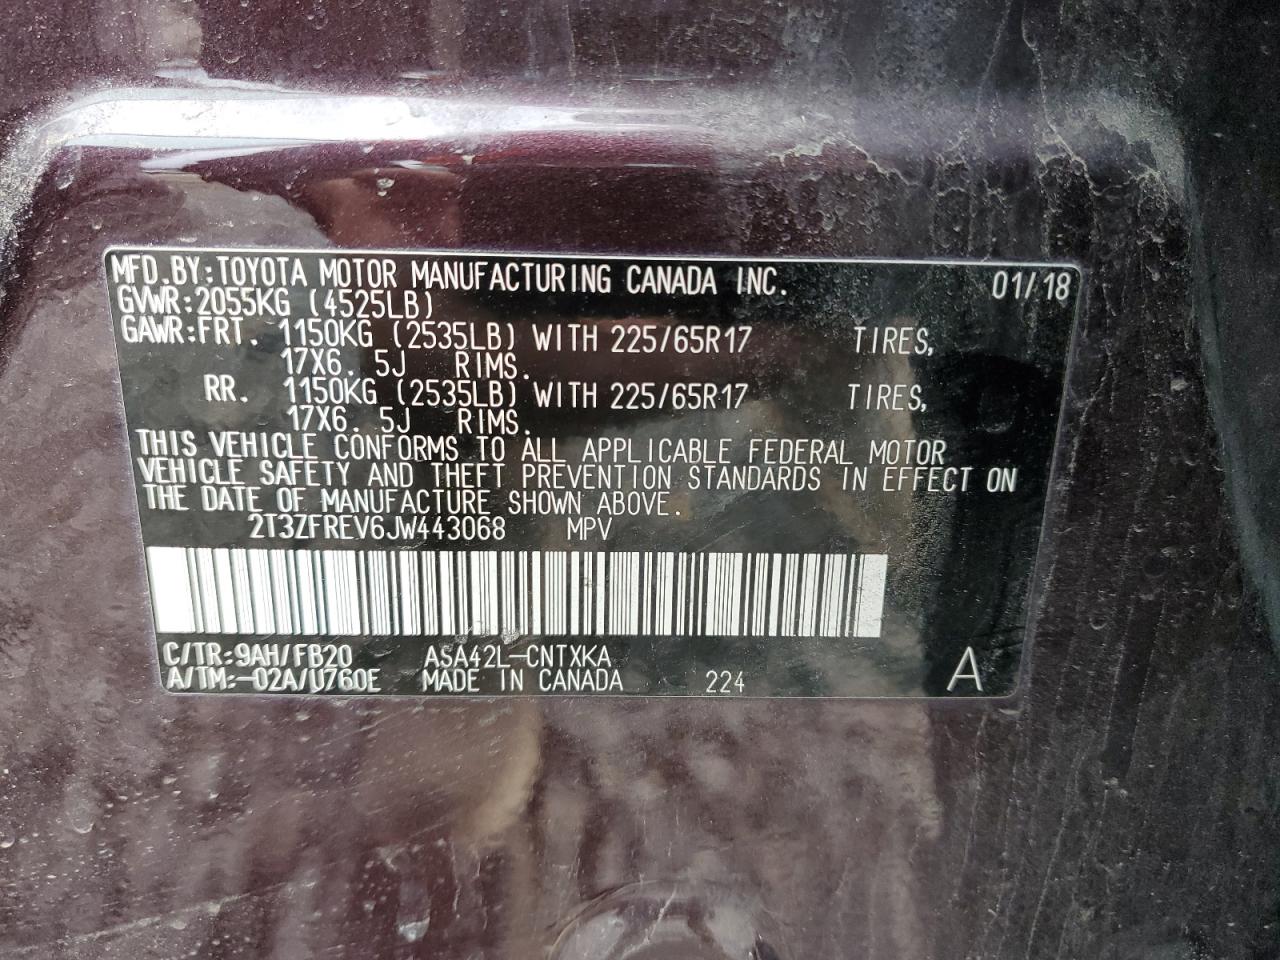 MFD.BY:TOYOTA MOTOR MANUFACTURING CANADA INC. 01/18
GVWR:2055KG (4525LB)
GAWR:FRT. 1150KG (2535LB) WITH 225/65R17 TIRES,
17X6. 5J RIMS.
RR. 1150KG (2535LB) WITH 225/65R17 TIRES,
17X6. 5J RIMS.
THIS VEHICLE CONFORMS TO ALL APPLICABLE FEDERAL MOTOR
VEHICLE SAFETY AND THEFT PREVENTION STANDARDS IN EFFECT ON
THE DATE OF MANUFACTURE SHOWN ABOVE.
2T3ZFREV6JW443068 MPV
C/TR:9AH/FB20 ASA42L-CNTXKA
A/TM:-02A/U760E MADE IN CANADA 224 A